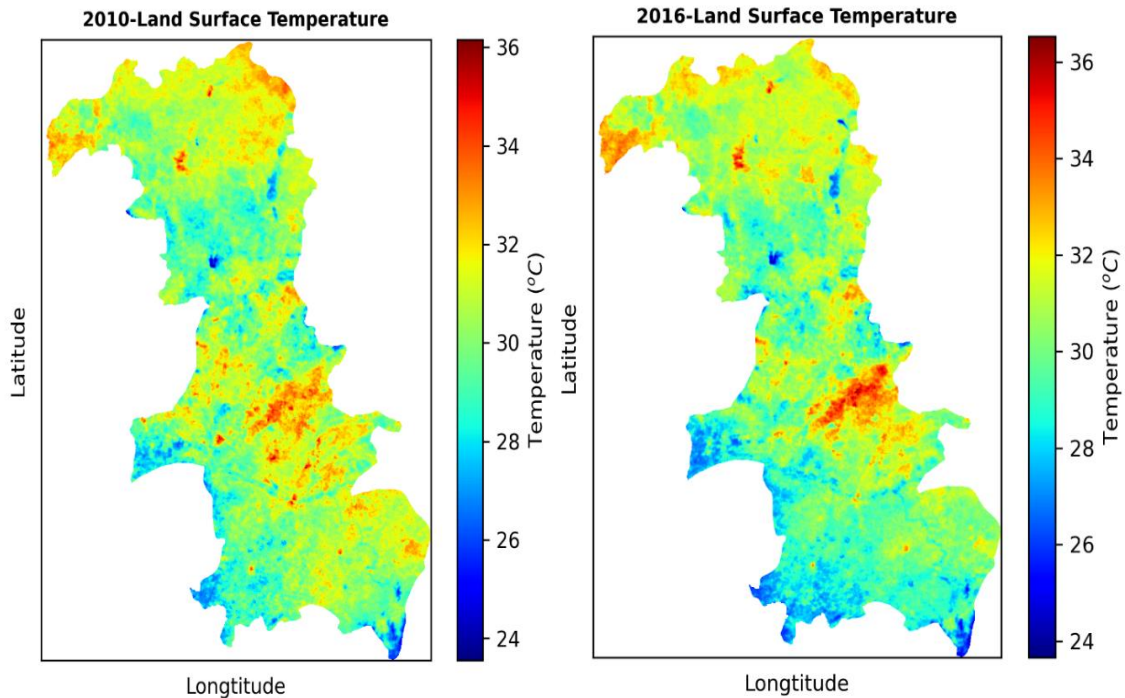 2010-Land Surface Temperature
Latitude
Longtitude
36
34
32
30
28
26
24
Temperature (°C)
2016-Land Surface Temperature
Latitude
Longtitude
36
34
32
30
28
26
24
Temperature (°C)